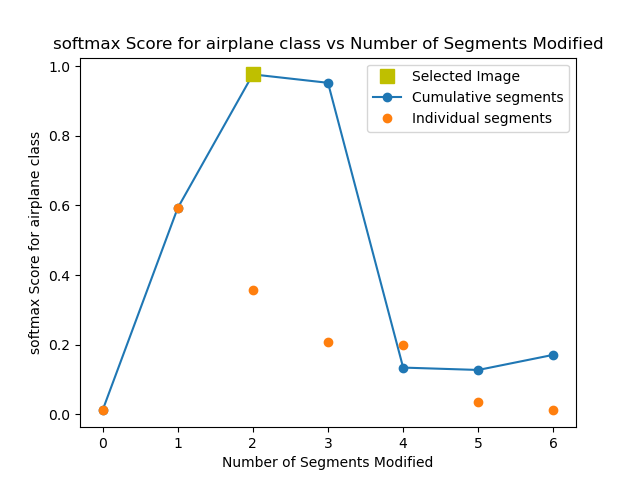 softmax Score for airplane class vs Number of Segments Modified
1.0
0.8
0.6
0.4
0.2
0.0
softmax Score for airplane class
Selected Image
Cumulative segments
Individual segments
0 1 2 3 4 5 6
Number of Segments Modified